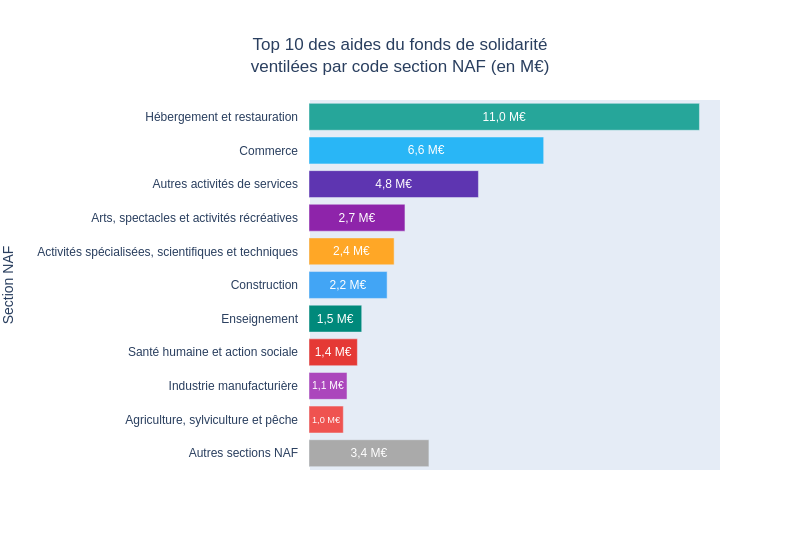 Top 10 des aides du fonds de solidarité
ventilées par code section NAF (en M€)
Section NAF
Hébergement et restauration 11,0 M€
Commerce 6,6 M€
Autres activités de services 4,8 M€
Arts, spectacles et activités récréatives 2,7 M€
Activités spécialisées, scientifiques et techniques 2,4 M€
Construction 2,2 M€
Enseignement 1,5 M€
Santé humaine et action sociale 1,4 M€
Industrie manufacturière 1,1 M€
Agriculture, sylviculture et pêche 1,0 M€
Autres sections NAF 3,4 M€